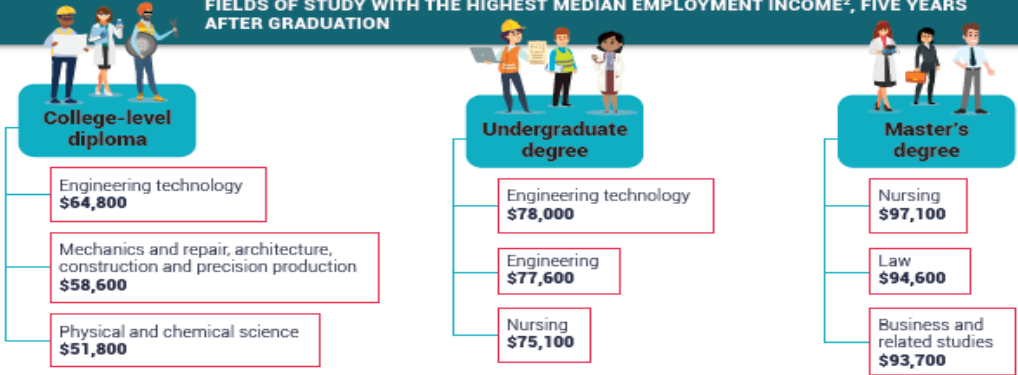 FIELDS OF STUDY WITH THE HIGHEST MEDIAN EMPLOYMENT INCOME², FIVE YEARS
AFTER GRADUATION
College-level
diploma
Engineering technology
$64,800
Mechanics and repair, architecture,
construction and precision production
$58,600
Physical and chemical science
$51,800
Undergraduate
degree
Engineering technology
$78,000
Engineering
$77,600
Nursing
$75,100
Master's
degree
Nursing
$97,100
Law
$94,600
Business and
related studies
$93,700